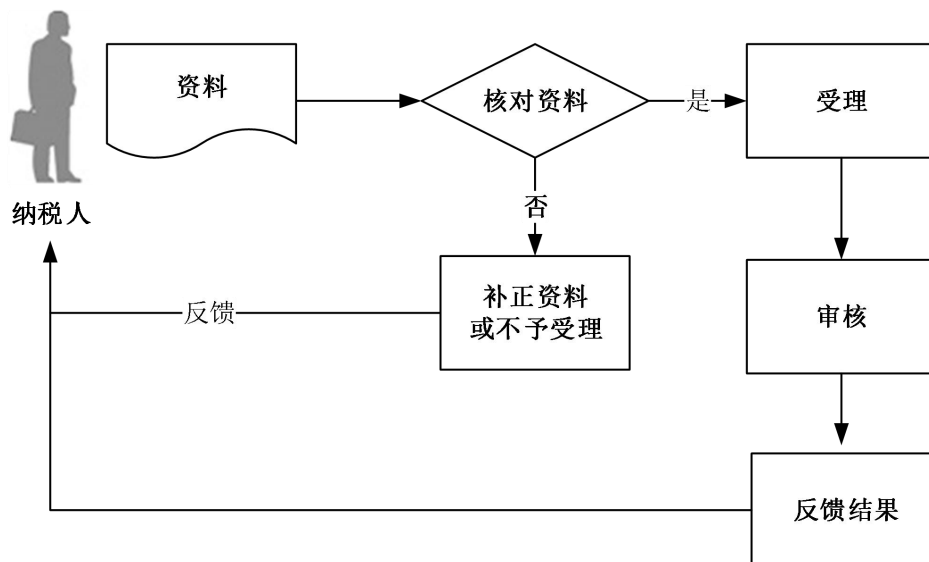 资料
核对资料
是
受理
纳税人
否
补正资料
或不予受理
反馈
审核
反馈结果